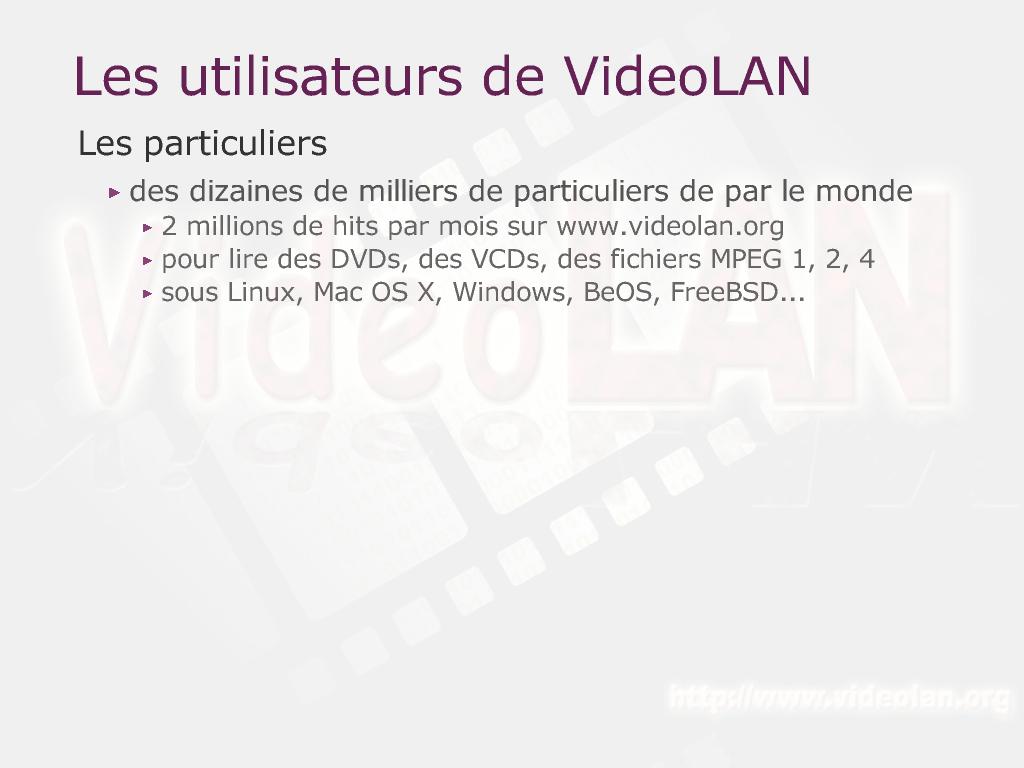 Les utilisateurs de VideoLAN
Les particuliers
des dizaines de milliers de particuliers de par le monde
2 millions de hits par mois sur www.videolan.org
pour lire des DVDs, des VCDs, des fichiers MPEG 1, 2, 4
sous Linux, Mac OS X, Windows, BeOS, FreeBSD...
VideoLAN
http://www.videolan.org